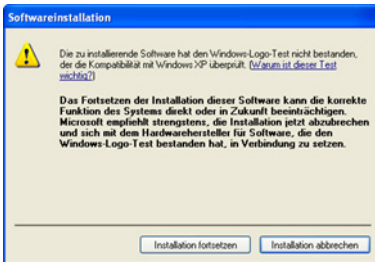 Softwareinstallation
Die zu installierende Software hat den Windows-Logo-Test nicht bestanden,
der die Kompatibilität mit Windows XP überprüft. (Warum ist dieser Test
wichtig?)
Das Fortsetzen der Installation dieser Software kann die korrekte
Funktion des Systems direkt oder in Zukunft beeinträchtigen.
Microsoft empfiehlt strengstens, die Installation jetzt abzubrechen
und sich mit dem Hardwarehersteller für Software, die den
Windows-Logo-Test bestanden hat, in Verbindung zu setzen.
Installation fortsetzen
Installation abbrechen